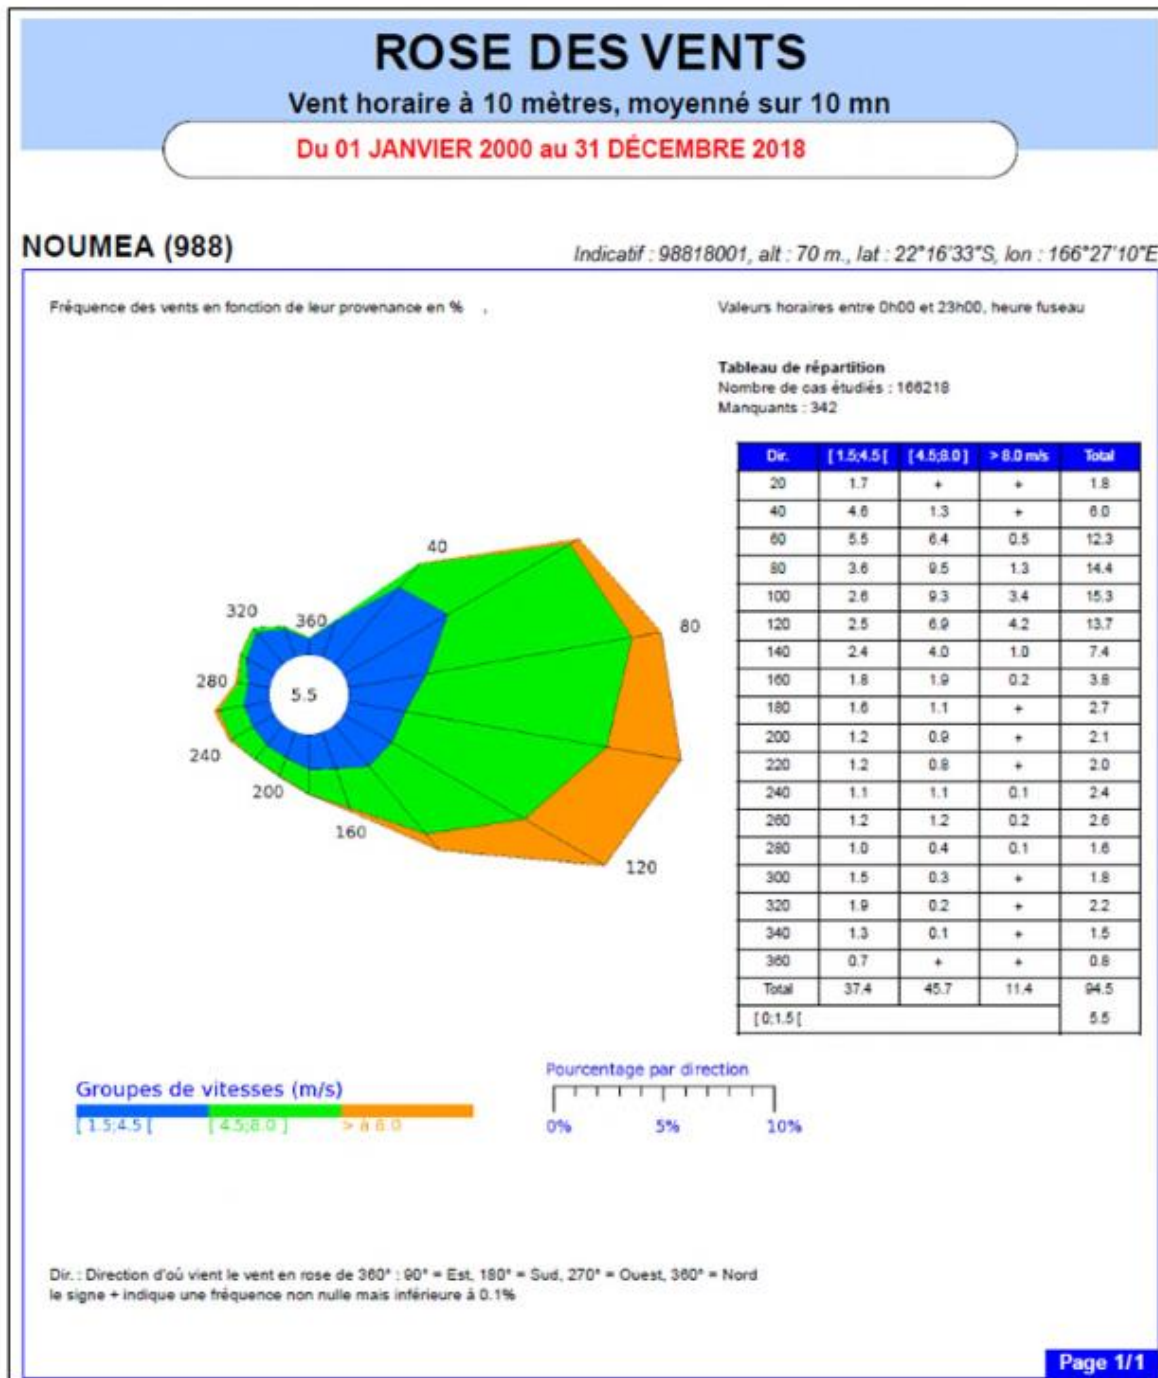 ROSE DES VENTS
Vent horaire à 10 mètres, moyenné sur 10 mn
Du 01 JANVIER 2000 au 31 DÉCEMBRE 2018
NOUMEA (988)
Indicatif : 98818001, alt : 70 m., lat : 22°16'33"S, lon : 166°27'10"E
Fréquence des vents en fonction de leur provenance en % ,
Valeurs horaires entre 0h00 et 23h00, heure fuseau
Tableau de répartition
Nombre de cas étudiés : 166218
Manquants : 342
Dir. [ 1.5;4.5 [ [ 4.5;8.0 ] > 8.0 m/s Total
20 1.7 + + 1.8
40 4.6 1.3 + 6.0
60 5.5 6.4 0.5 12.3
80 3.6 9.5 1.3 14.4
100 2.6 9.3 3.4 15.3
120 2.5 6.9 4.2 13.7
140 2.4 4.0 1.0 7.4
160 1.8 1.9 0.2 3.8
180 1.6 1.1 + 2.7
200 1.2 0.9 + 2.1
220 1.2 0.8 + 2.0
240 1.1 1.1 0.1 2.4
260 1.2 1.2 0.2 2.6
280 1.0 0.4 0.1 1.6
300 1.5 0.3 + 1.8
320 1.9 0.2 + 2.2
340 1.3 0.1 + 1.5
360 0.7 + + 0.8
Total 37.4 45.7 11.4 94.5
[ 0;1.5 [ 5.5
40
320
360
80
280
5.5
240
200
160
120
Groupes de vitesses (m/s)
[ 1.5;4.5 [ [ 4.5;8.0 ] > à 8.0
Pourcentage par direction
0% 5% 10%
Dir. : Direction d'où vient le vent en rose de 360° : 90° = Est, 180° = Sud, 270° = Ouest, 360° = Nord
le signe + indique une fréquence non nulle mais inférieure à 0.1%
Page 1/1